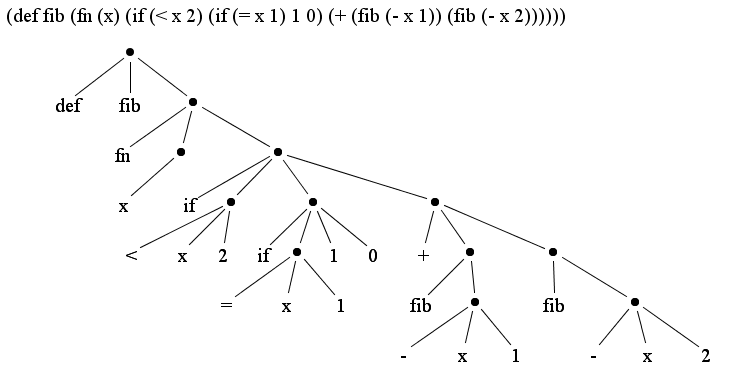 (def fib (fn (x) (if (< x 2) (if (= x 1) 1 0) (+ (fib (- x 1)) (fib (- x 2))))))
def fib
fn
x if
< x 2 if 1 0 +
= x 1 fib fib
- x 1 - x 2